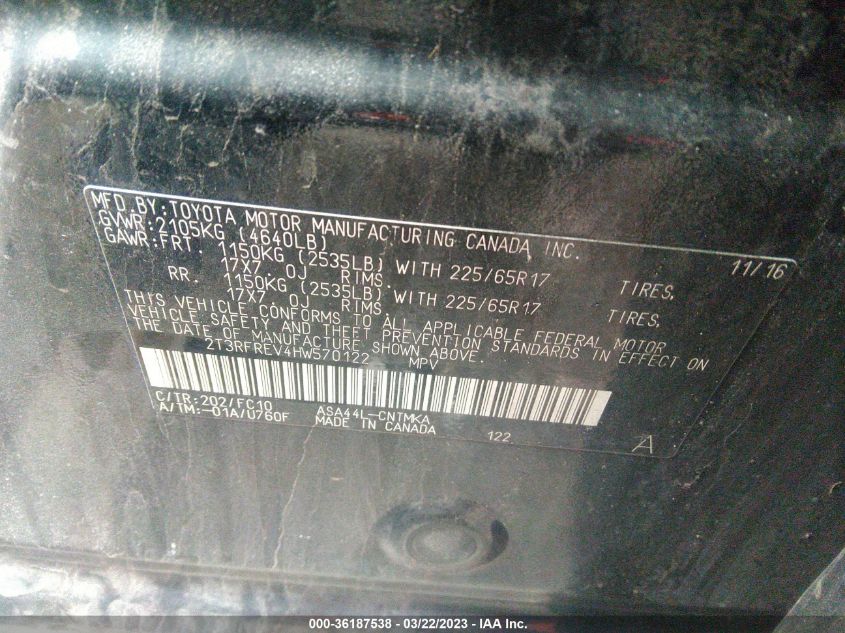 MFD BY: TOYOTA MOTOR MANUFACTURING CANADA, INC. 11/16
GVWR: 2105KG (4640LB)
GAWR: FRT. 1150KG (2535LB) WITH 225/65R17 TIRES,
17X7.0J RIMS.
RR. 1150KG (2535LB) WITH 225/65R17 TIRES,
17X7.0J RIMS
THIS VEHICLE CONFORMS TO ALL APPLICABLE FEDERAL MOTOR
VEHICLE SAFETY AND THEFT PREVENTION STANDARDS IN EFFECT ON
THE DATE OF MANUFACTURE SHOWN ABOVE.
2T3RFREV4HW570122 MPV
C/TR: 202/FC10 ASA44L-CNTMKA
A/TM: -01A/U760F MADE IN CANADA
122 A
000-36187538 - 03/22/2023 - IAA Inc.